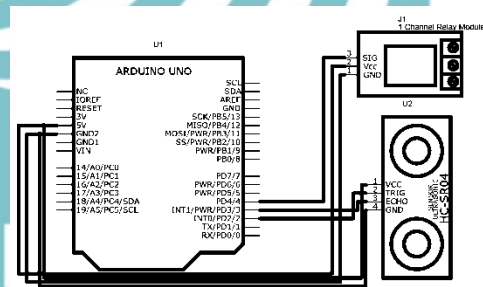 J1
1 Channel Relay Module
U1
3 SIG
2 Vcc
1 GND
ARDUINO UNO
NC
IOREF
RESET
3V
5V
GND2
GND1
VIN
14/A0/PC0
15/A1/PC1
16/A2/PC2
17/A3/PC3
18/A4/PC4/SDA
19/A5/PC5/SCL
SCL
SDA
AREF
GND
SCK/PB5/13
MISO/PB4/12
MOSI/PWR/PB3/11
SS/PWR/PB2/10
PWR/PB1/9
PB0/8
PD7/7
PWR/PD6/6
PWR/PD5/5
PD4/4
INT1/PWR/PD3/3
INT0/PD2/2
TX/PD1/1
RX/PD0/0
U2
1 VCC
2 TRIG
3 ECHO
4 GND
ULTRASONIC
HC-SR04